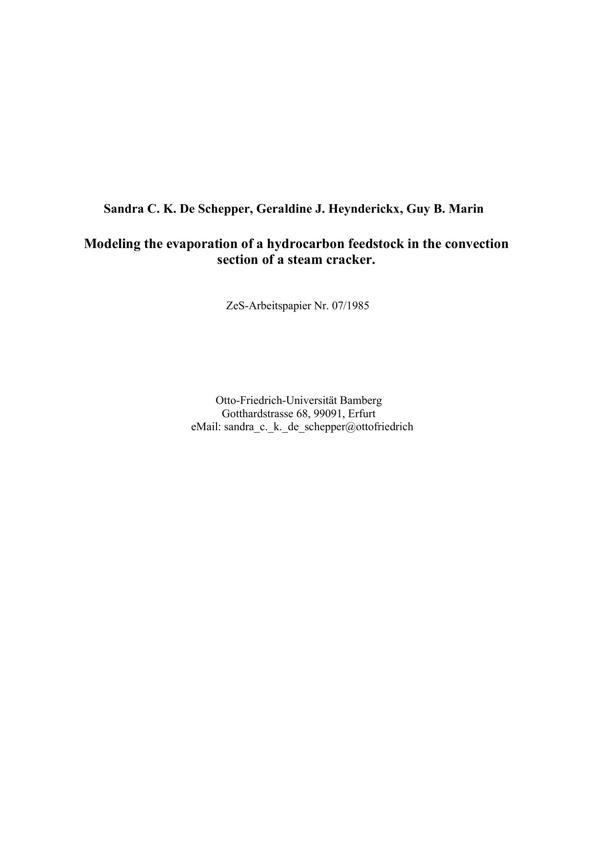 Sandra C. K. De Schepper, Geraldine J. Heynderickx, Guy B. Marin
Modeling the evaporation of a hydrocarbon feedstock in the convection
section of a steam cracker.
ZeS-Arbeitspapier Nr. 07/1985
Otto-Friedrich-Universität Bamberg
Gotthardstrasse 68, 99091, Erfurt
eMail: sandra_c._k._de_schepper@ottofriedrich